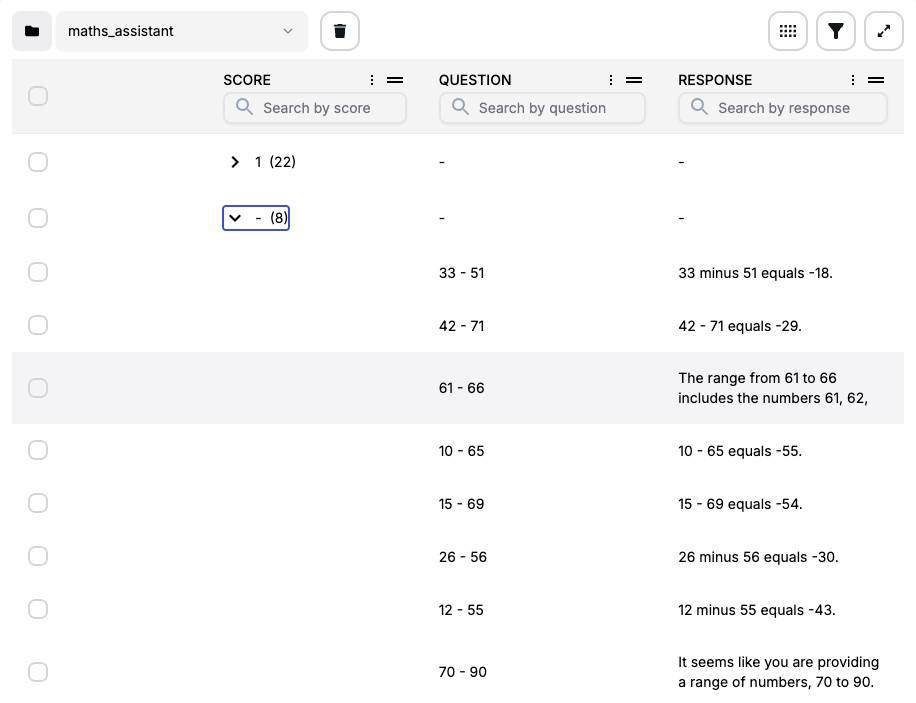 maths_assistant
SCORE QUESTION RESPONSE
Search by score Search by question Search by response
1 (22) - -
- (8) - -
33 - 51 33 minus 51 equals -18.
42 - 71 42 - 71 equals -29.
61 - 66 The range from 61 to 66
includes the numbers 61, 62,
10 - 65 10 - 65 equals -55.
15 - 69 15 - 69 equals -54.
26 - 56 26 minus 56 equals -30.
12 - 55 12 minus 55 equals -43.
70 - 90 It seems like you are providing
a range of numbers, 70 to 90.